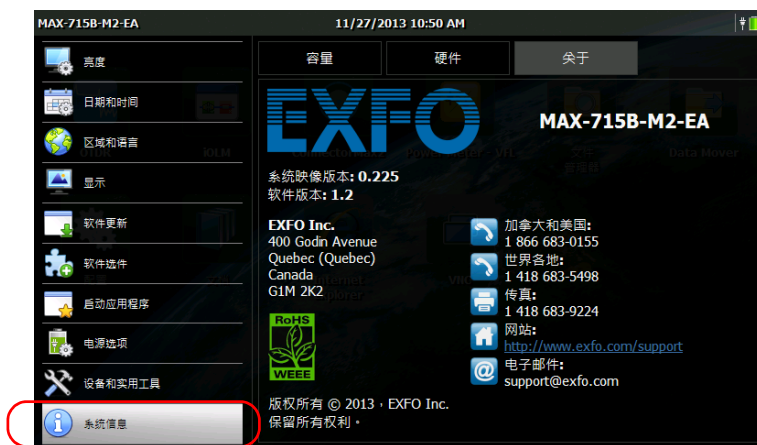 MAX-715B-M2-EA
11/27/2013 10:50 AM
亮度
日期和时间
区域和语言
显示
软件更新
软件选件
启动应用程序
电源选项
设备和实用工具
系统信息
容量
硬件
关于
EXFO
MAX-715B-M2-EA
系统映像版本: 0.225
软件版本: 1.2
EXFO Inc.
400 Godin Avenue
Quebec (Quebec)
Canada
G1M 2K2
RoHS
WEEE
加拿大和美国:
1 866 683-0155
世界各地:
1 418 683-5498
传真:
1 418 683-9224
网站:
http://www.exfo.com/support
电子邮件:
support@exfo.com
版权所有 © 2013，EXFO Inc.
保留所有权利。
OTDR
iOLM
Data Mover